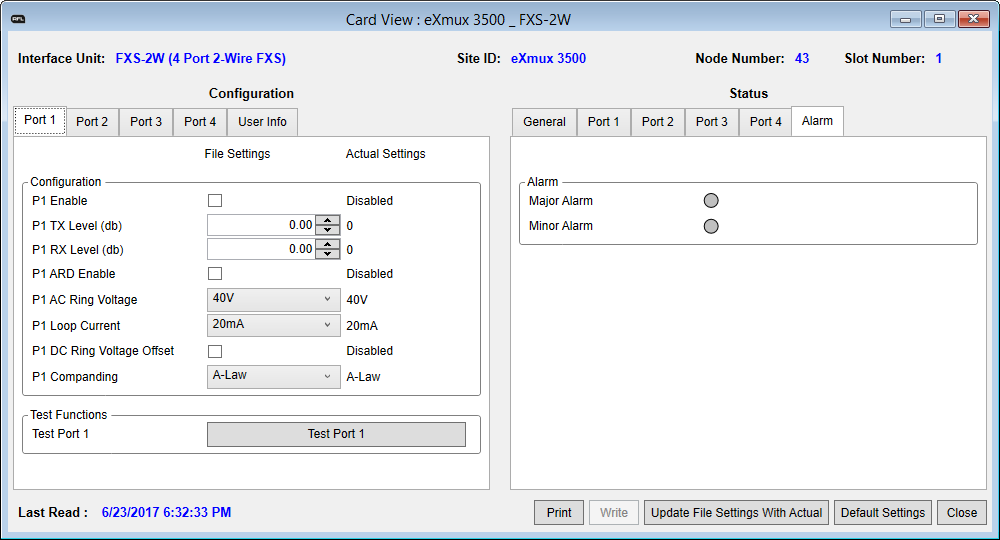 RFL
Card View : eXmux 3500 _ FXS-2W
Interface Unit: FXS-2W (4 Port 2-Wire FXS) Site ID: eXmux 3500 Node Number: 43 Slot Number: 1
Configuration
Port 1 Port 2 Port 3 Port 4 User Info
File Settings Actual Settings
Configuration
P1 Enable Disabled
P1 TX Level (db) 0.00 0
P1 RX Level (db) 0.00 0
P1 ARD Enable Disabled
P1 AC Ring Voltage 40V 40V
P1 Loop Current 20mA 20mA
P1 DC Ring Voltage Offset Disabled
P1 Companding A-Law A-Law
Test Functions
Test Port 1 Test Port 1
Status
General Port 1 Port 2 Port 3 Port 4 Alarm
Alarm
Major Alarm
Minor Alarm
Last Read : 6/23/2017 6:32:33 PM Print Write Update File Settings With Actual Default Settings Close